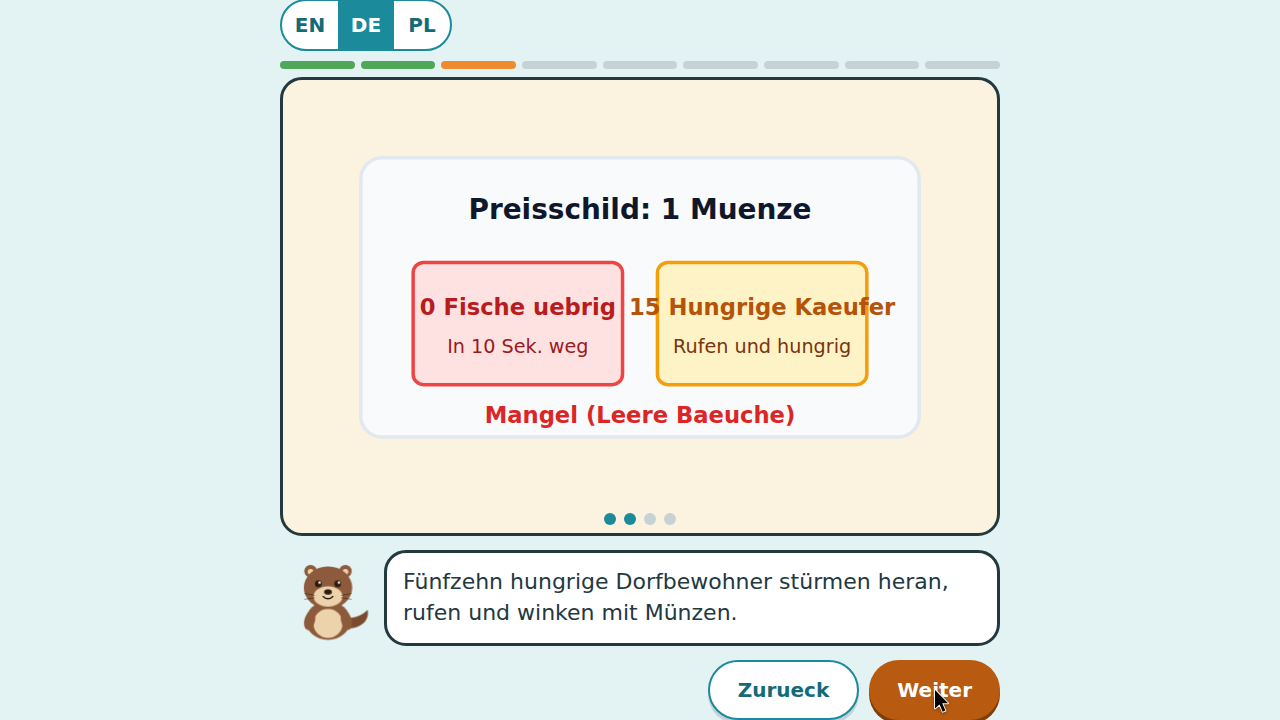 EN DE PL
Preisschild: 1 Muenze
0 Fische uebrig
In 10 Sek. weg
15 Hungrige Kaeufer
Rufen und hungrig
Mangel (Leere Baeuche)
Fünfzehn hungrige Dorfbewohner stürmen heran,
rufen und winken mit Münzen.
Zurueck
Weiter